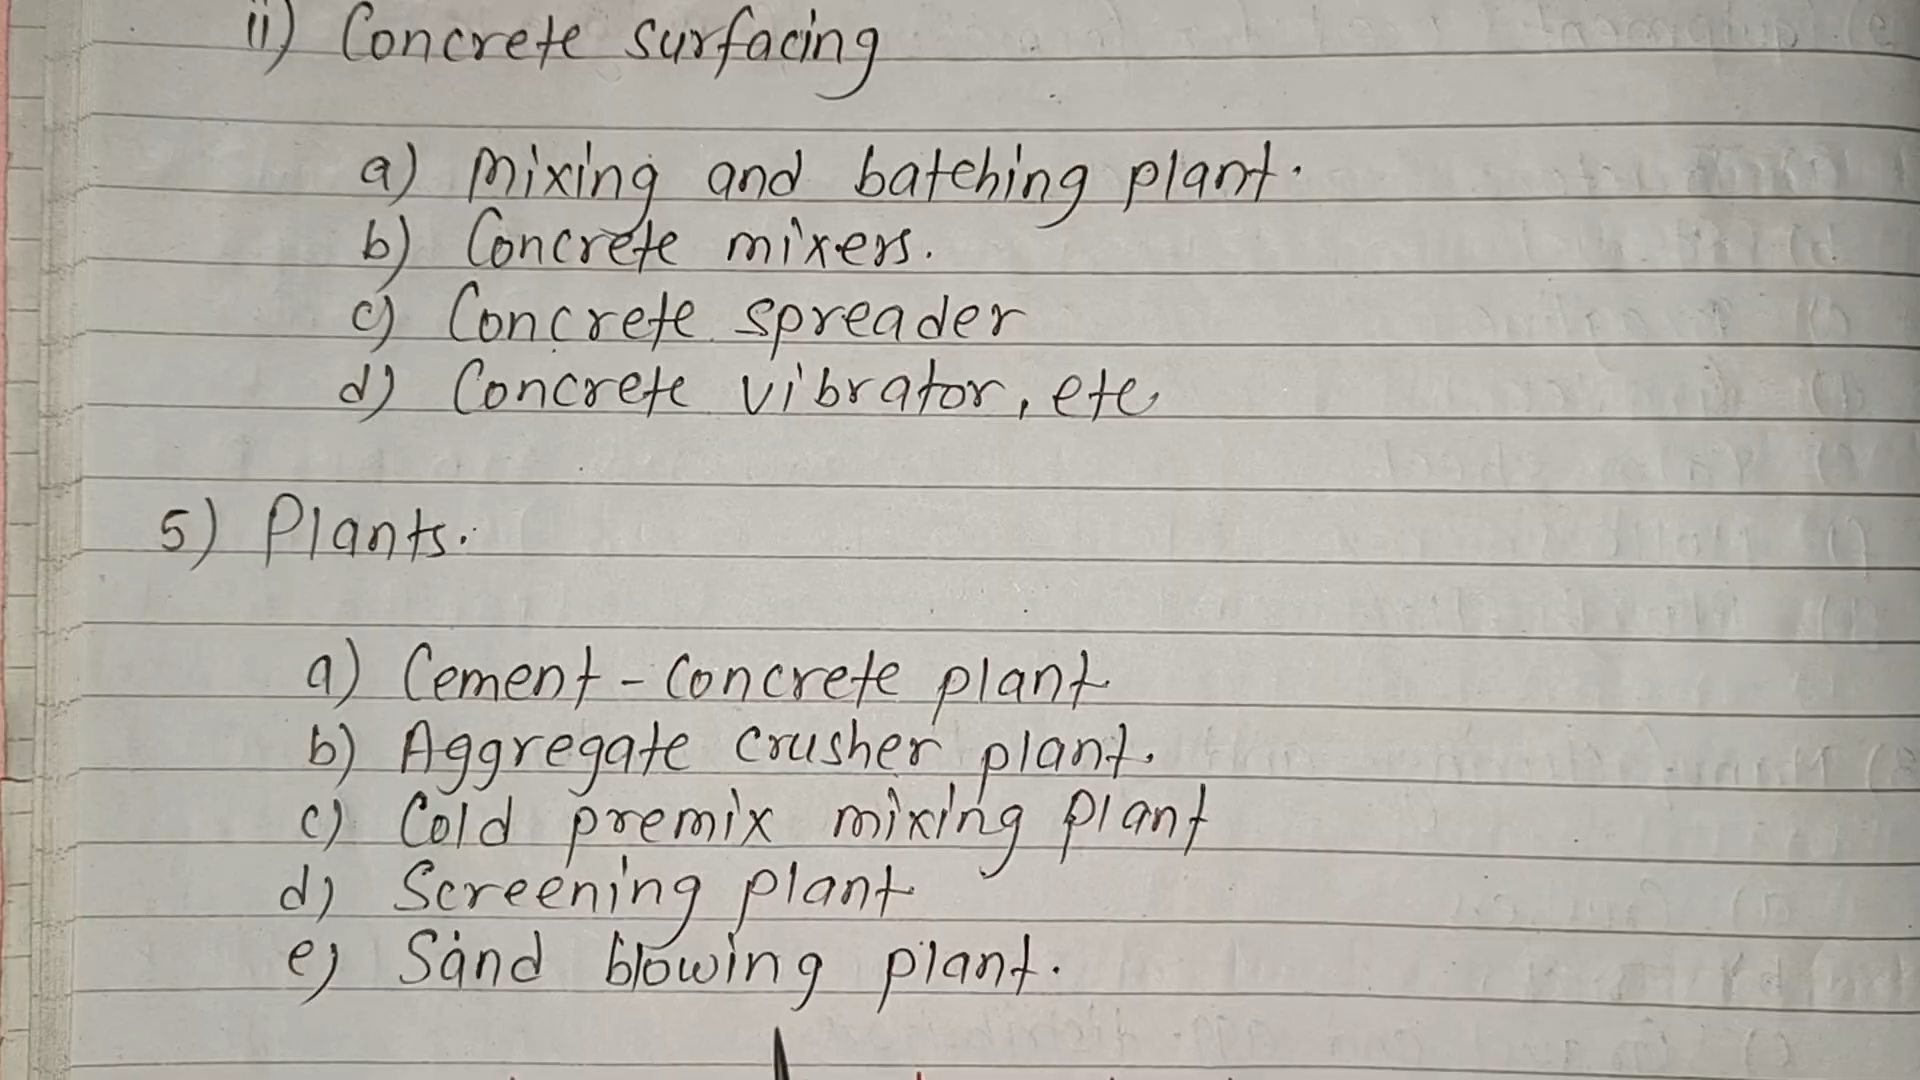 ii) Concrete surfacing
a) Mixing and batching plant.
b) Concrete mixers.
c) Concrete spreader
d) Concrete vibrator, etc
5) Plants.
a) Cement - Concrete plant
b) Aggregate crusher plant.
c) Cold premix mixing plant
d) Screening plant
e) Sand blowing plant.